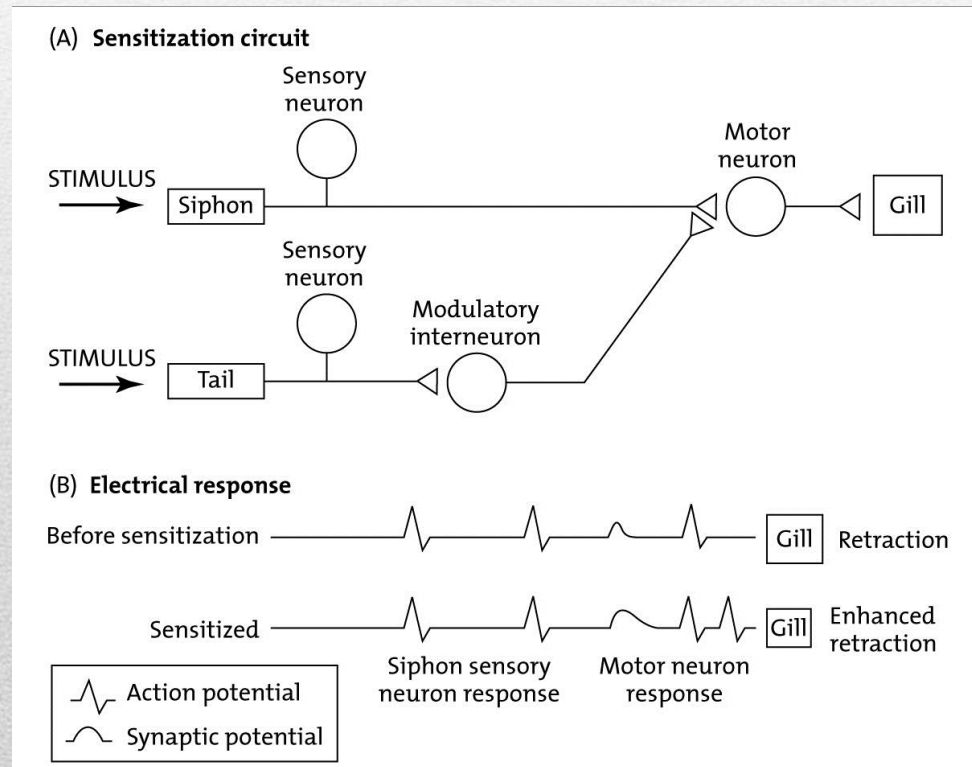 (A) Sensitization circuit
Sensory
neuron
Motor
neuron
STIMULUS
Siphon
Gill
Sensory
neuron
Modulatory
interneuron
STIMULUS
Tail
(B) Electrical response
Before sensitization
Gill
Retraction
Sensitized
Gill
Enhanced
retraction
Siphon sensory
neuron response
Motor neuron
response
Action potential
Synaptic potential